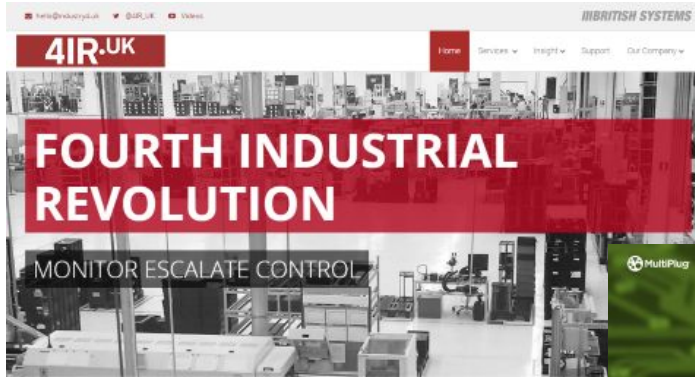 hello@industry4.uk @4IR_UK Videos
BRITISH SYSTEMS
4IR.UK
Home Services Insight Support Our Company
FOURTH INDUSTRIAL
REVOLUTION
MONITOR ESCALATE CONTROL
MultiPlug